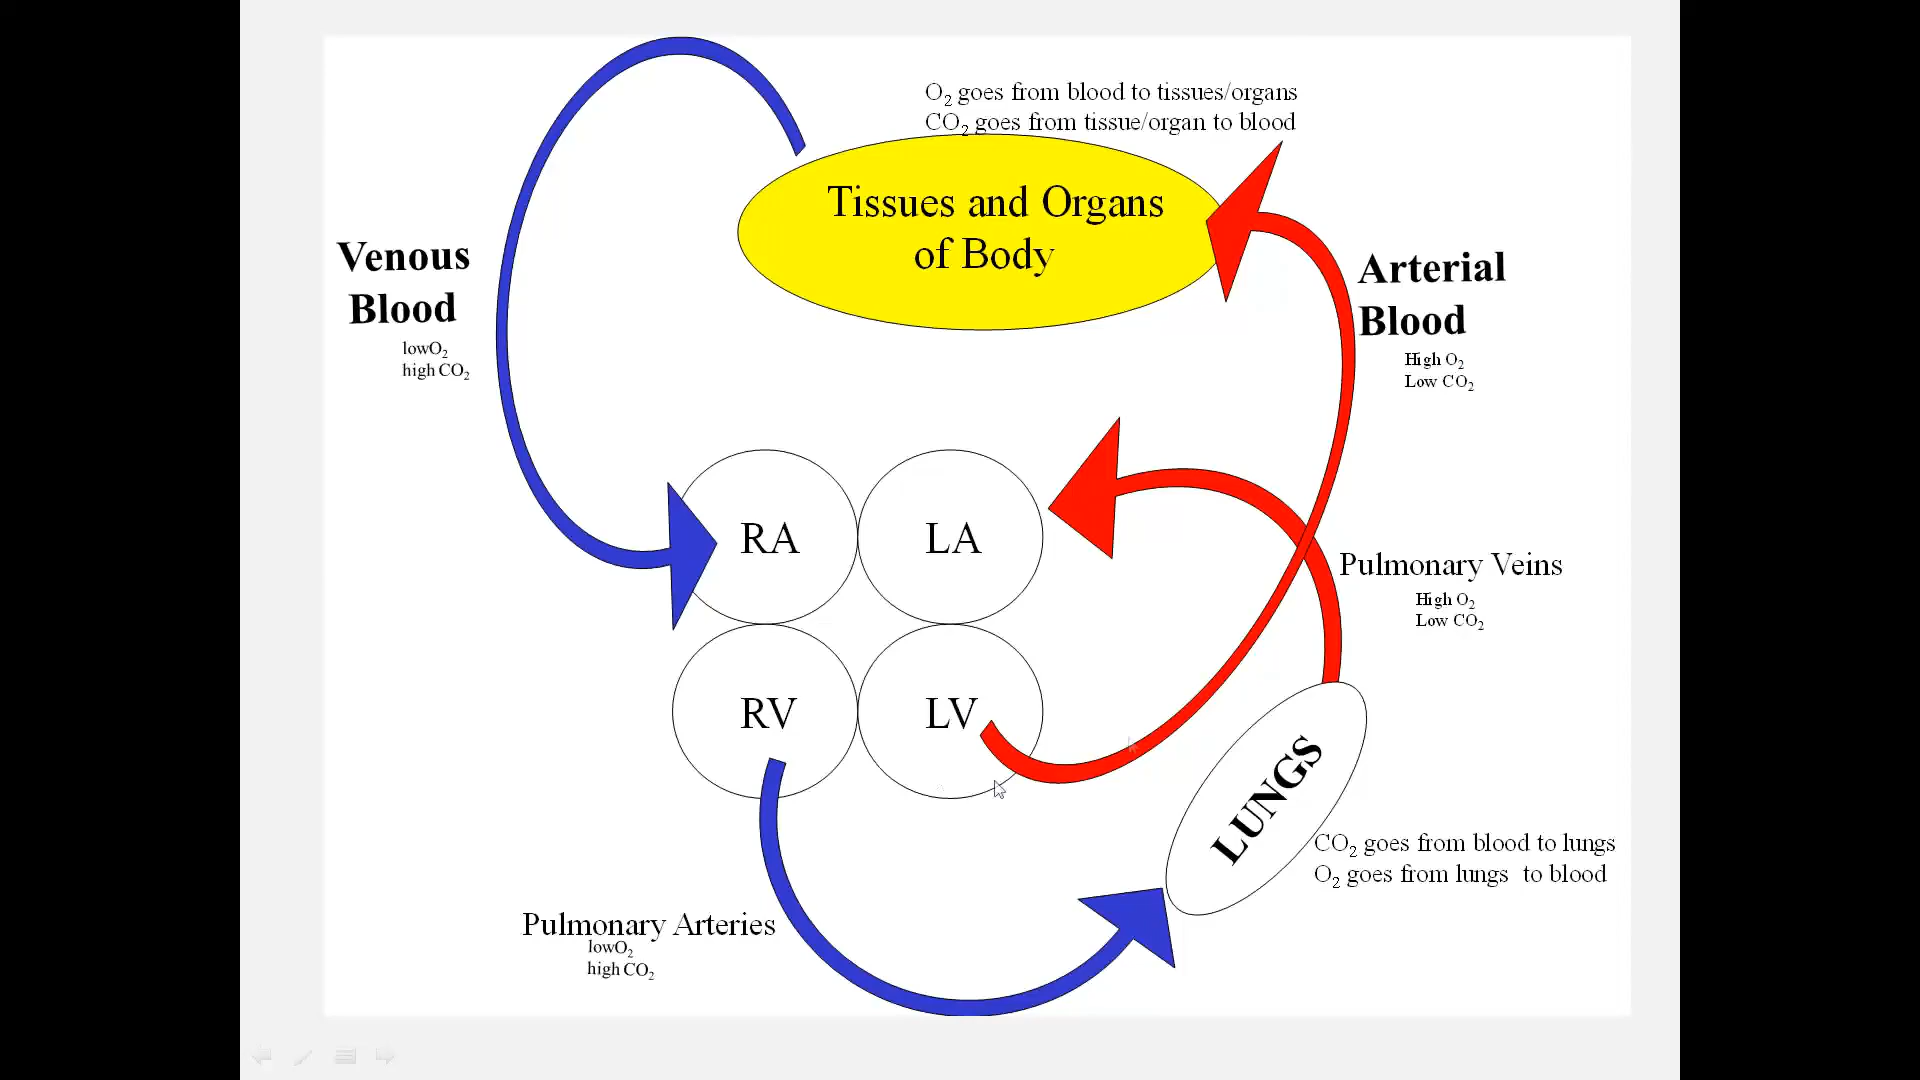 O₂ goes from blood to tissues/organs
CO₂ goes from tissue/organ to blood
Tissues and Organs
of Body
Venous
Blood
lowO₂
high CO₂
Arterial
Blood
High O₂
Low CO₂
RA
LA
Pulmonary Veins
High O₂
Low CO₂
RV
LV
LUNGS
CO₂ goes from blood to lungs
O₂ goes from lungs  to blood
Pulmonary Arteries
lowO₂
high CO₂